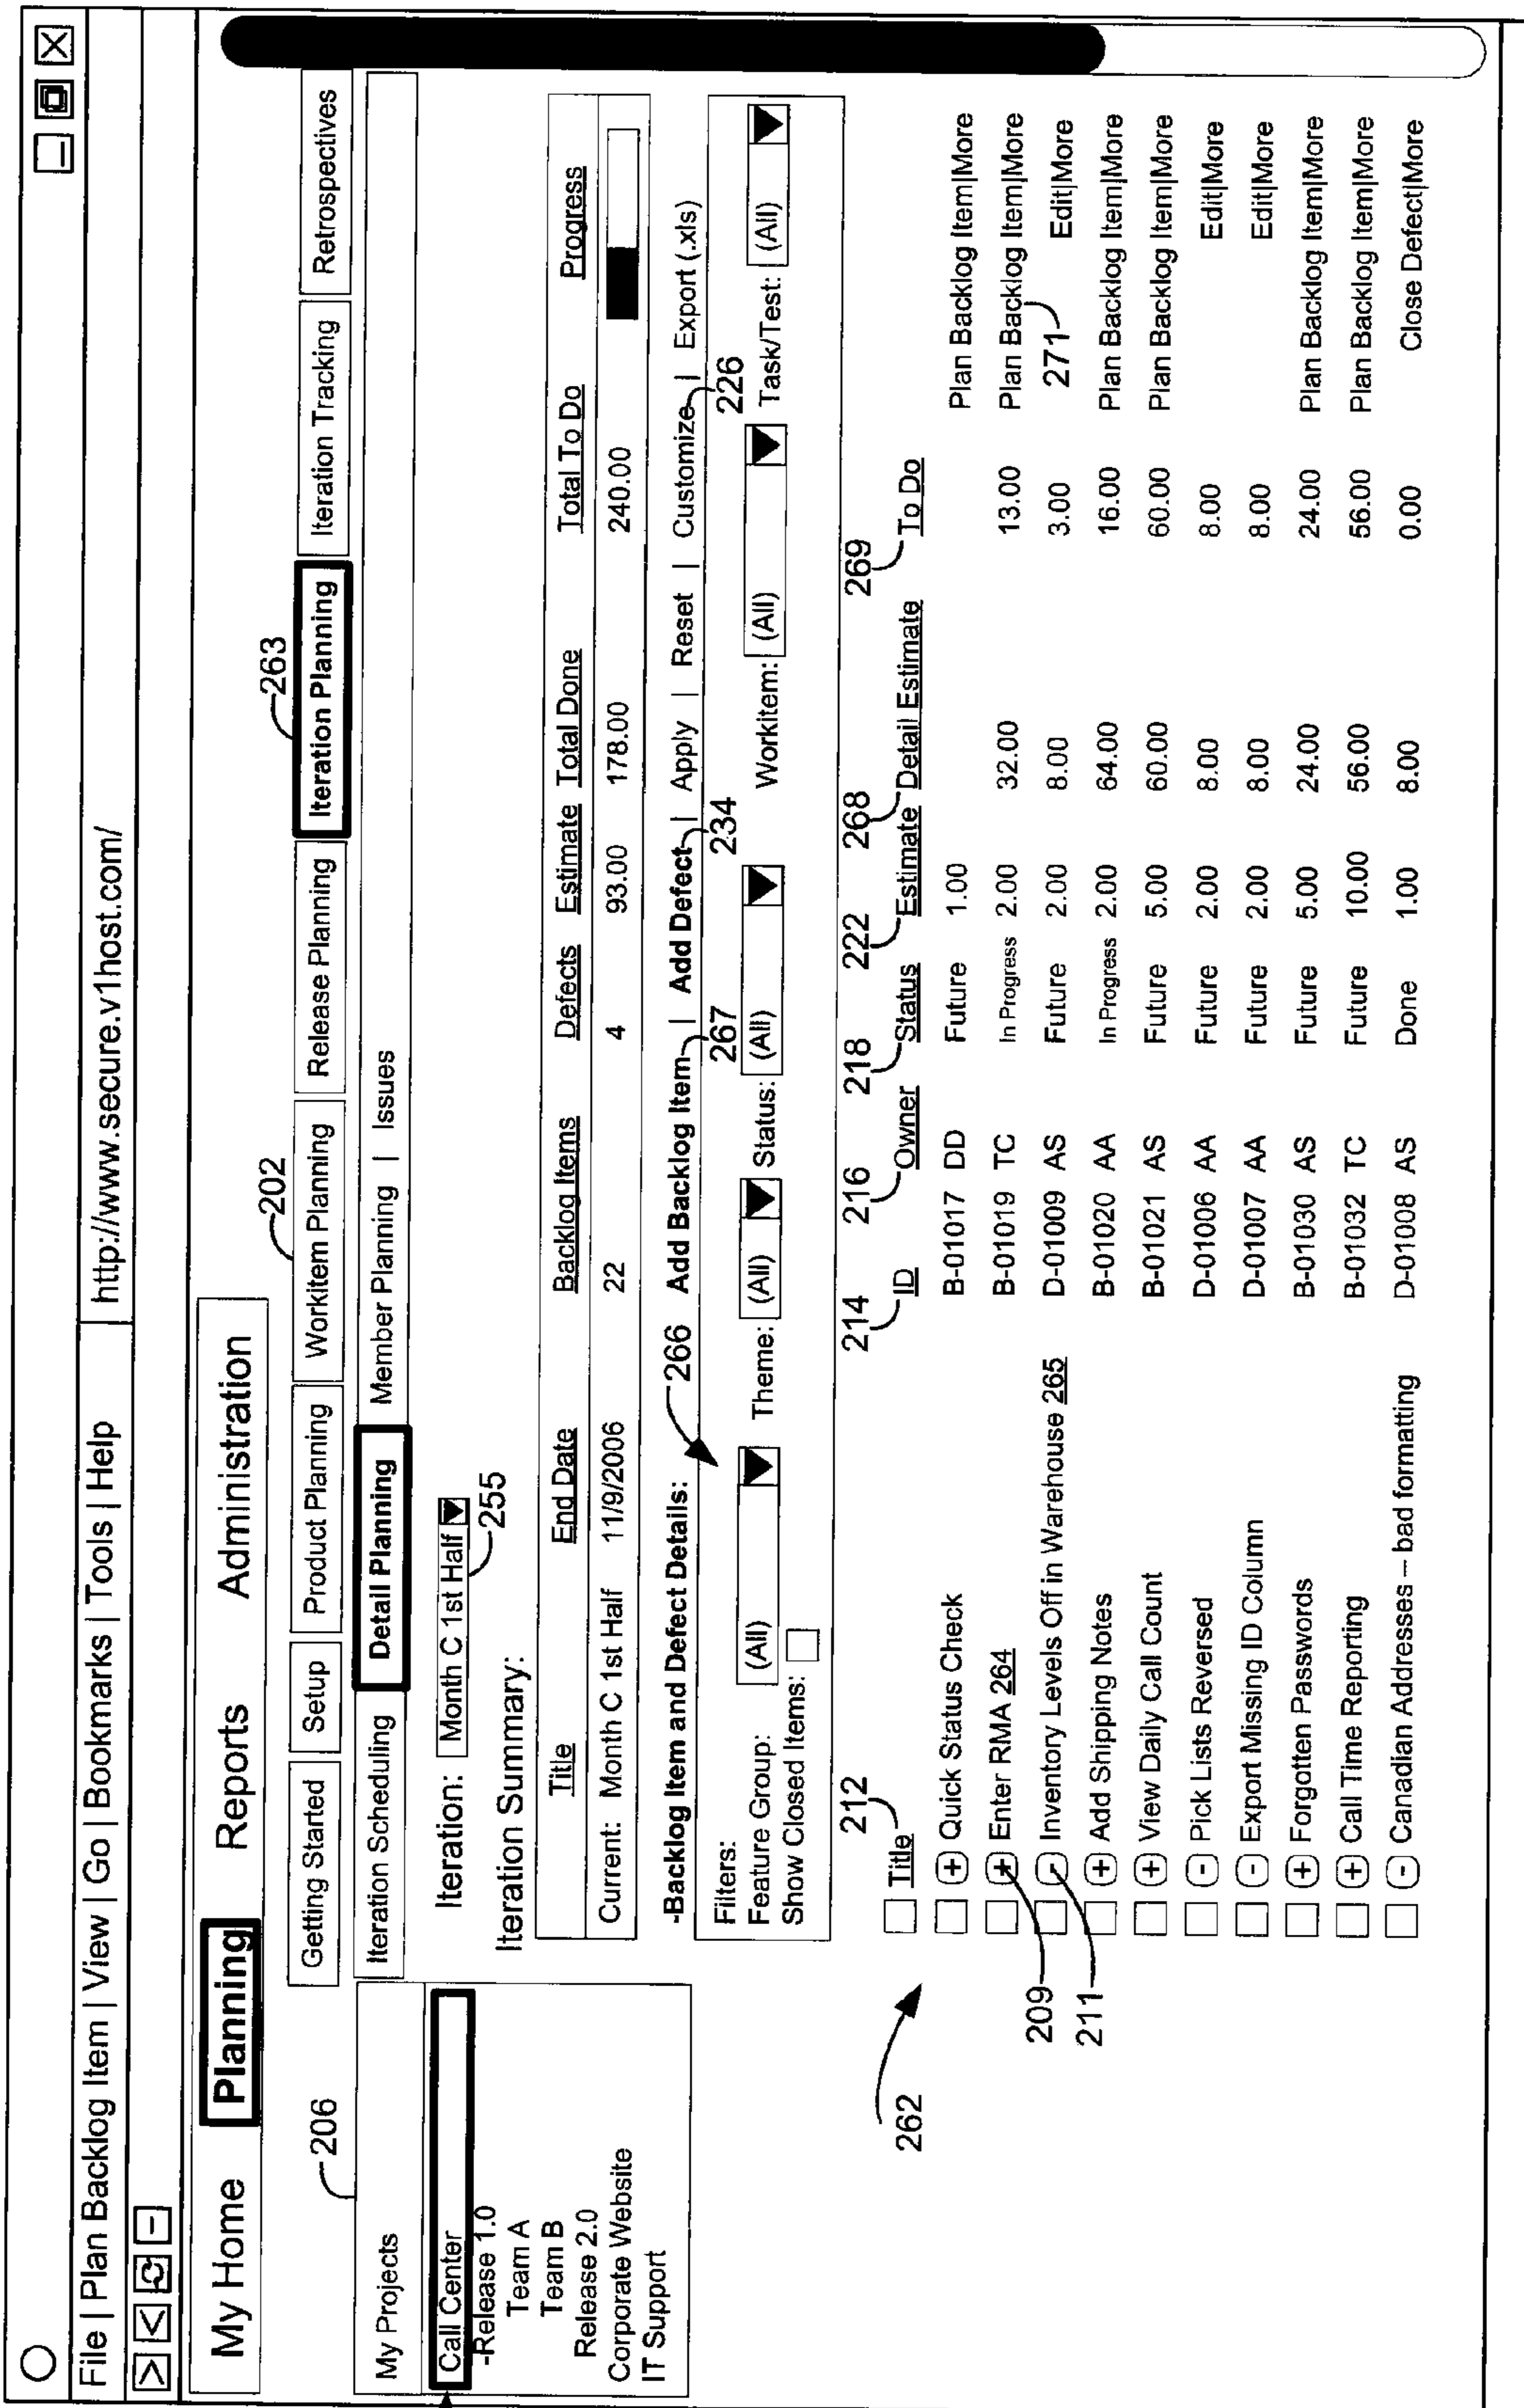 File | Plan Backlog Item | View | Go | Bookmarks | Tools | Help | http://www.secure.v1host.com/
My Home Planning Reports Administration
202
263
Getting Started Setup Product Planning Workitem Planning Release Planning Iteration Planning Iteration Tracking Retrospectives
206
My Projects
Call Center
-Release 1.0
Team A
Team B
Release 2.0
Corporate Website
IT Support
Iteration Scheduling Detail Planning Member Planning | Issues
Iteration: Month C 1st Half
255
Iteration Summary:
Title End Date Backlog Items Defects Estimate Total Done Total To Do Progress
Current: Month C 1st Half 11/9/2006 22 4 93.00 178.00 240.00
-Backlog Item and Defect Details: 266 Add Backlog Item | Add Defect | Apply | Reset | Customize | Export (.xls)
267 234 226
Filters:
Feature Group: (All) Theme: (All) Status: (All) Workitem: (All) Task/Test: (All)
Show Closed Items:
212 214 216 218 222 268 269
Title ID Owner Status Estimate Detail Estimate To Do
262
+ Quick Status Check B-01017 DD Future 1.00 Plan Backlog Item|More
+ Enter RMA 264 B-01019 TC In Progress 2.00 32.00 13.00 Plan Backlog Item|More
209
- Inventory Levels Off in Warehouse 265 D-01009 AS Future 2.00 8.00 3.00 271 Edit|More
211
+ Add Shipping Notes B-01020 AA In Progress 2.00 64.00 16.00 Plan Backlog Item|More
+ View Daily Call Count B-01021 AS Future 5.00 60.00 60.00 Plan Backlog Item|More
- Pick Lists Reversed D-01006 AA Future 2.00 8.00 8.00 Edit|More
- Export Missing ID Column D-01007 AA Future 2.00 8.00 8.00 Edit|More
+ Forgotten Passwords B-01030 AS Future 5.00 24.00 24.00 Plan Backlog Item|More
+ Call Time Reporting B-01032 TC Future 10.00 56.00 56.00 Plan Backlog Item|More
- Canadian Addresses – bad formatting D-01008 AS Done 1.00 8.00 0.00 Close Defect|More